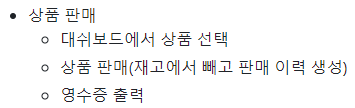 상품 판매
대쉬보드에서 상품 선택
상품 판매(재고에서 빼고 판매 이력 생성)
영수증 출력